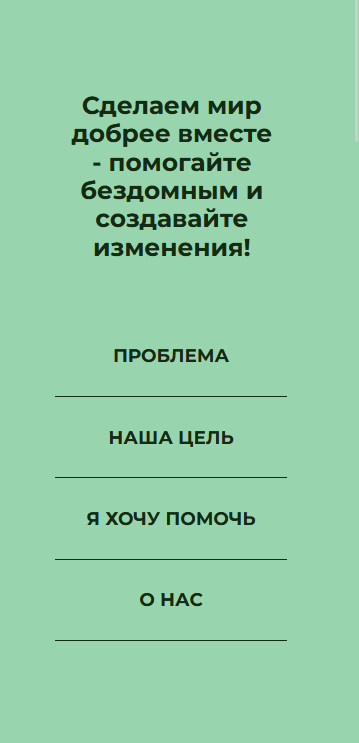 Сделаем мир
добрее вместе
- помогайте
бездомным и
создавайте
изменения!
ПРОБЛЕМА
НАША ЦЕЛЬ
Я ХОЧУ ПОМОЧЬ
О НАС